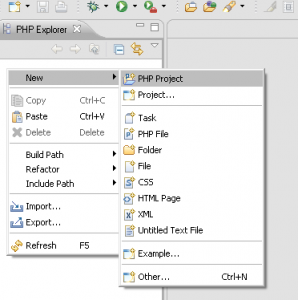 PHP Explorer
New
Copy Ctrl+C
Paste Ctrl+V
Delete Delete
Build Path
Refactor
Include Path
Import...
Export...
Refresh F5
PHP Project
Project...
Task
PHP File
Folder
File
CSS
HTML Page
XML
Untitled Text File
Example...
Other... Ctrl+N